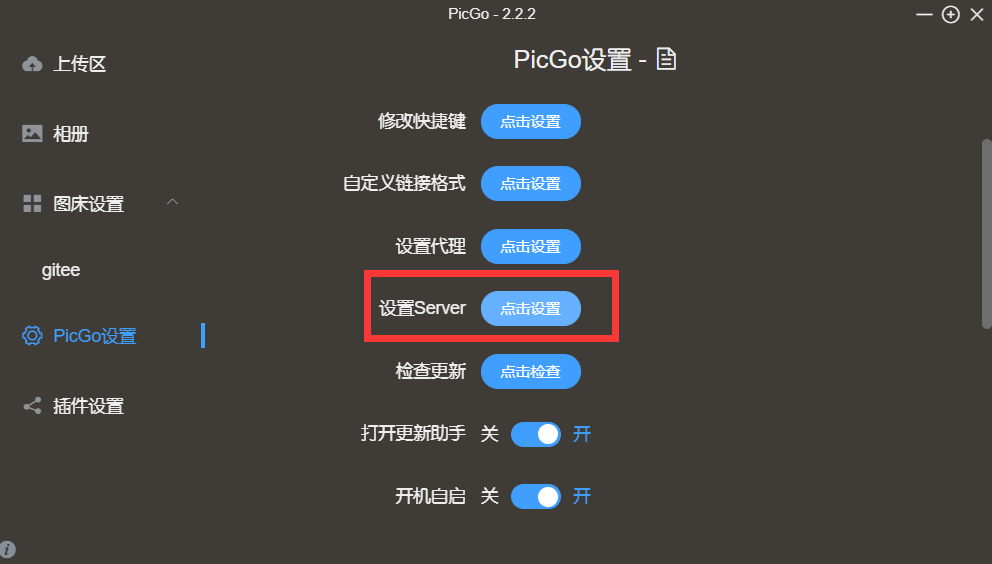 PicGo - 2.2.2
上传区
相册
图床设置
gitee
PicGo设置
插件设置
PicGo设置 -
修改快捷键 点击设置
自定义链接格式 点击设置
设置代理 点击设置
设置Server 点击设置
检查更新 点击检查
打开更新助手 关 开
开机自启 关 开